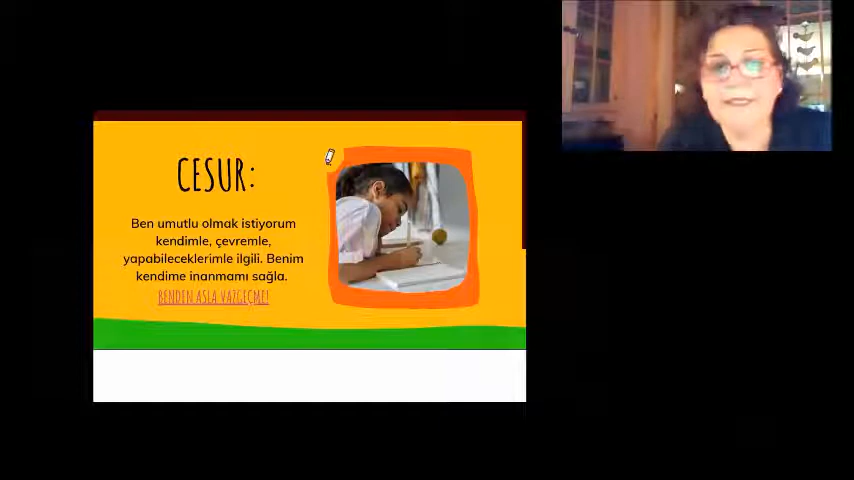 CESUR:
Ben umutlu olmak istiyorum
kendimle, çevremle,
yapabileceklerimle ilgili. Benim
kendime inanmamı sağla.
BENDEN ASLA VAZGEÇME!